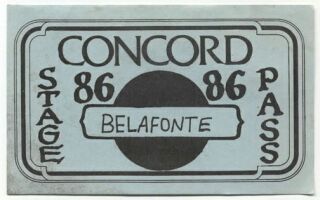 CONCORD
STAGE
86 86
PASS
BELAFONTE